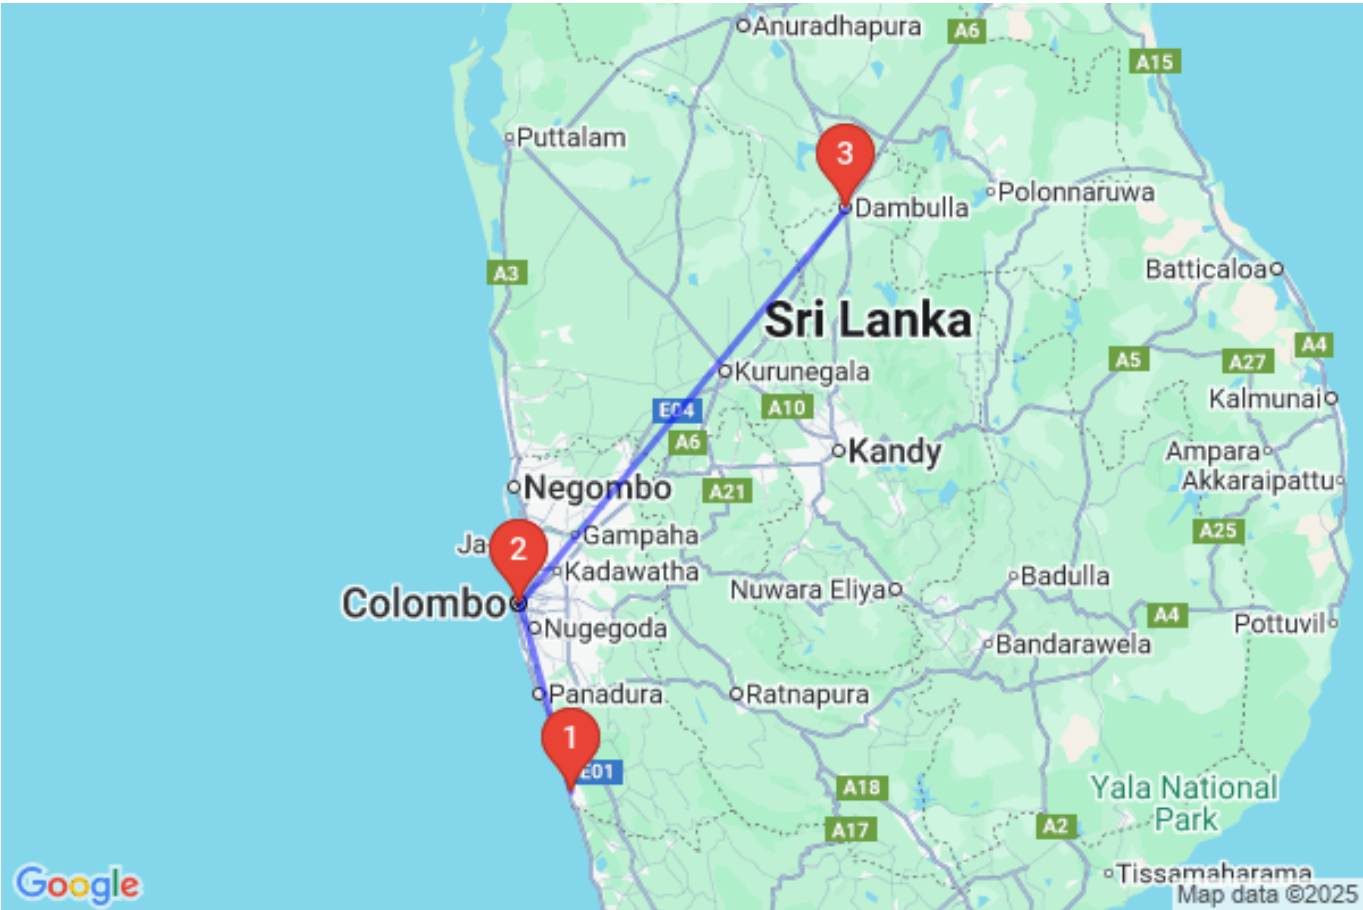 Anuradhapura
A6
A15
Puttalam
3
Dambulla
Polonnaruwa
A3
Batticaloa
Sri Lanka
A4
A5
A27
Kurunegala
E04
A10
Kalmunai
A6
Kandy
Ampara
Negombo
A21
Akkaraipattu
A25
Gampaha
Ja
2
Kadawatha
Badulla
Nuwara Eliya
Colombo
A4
Pottuvil
Nugegoda
Bandarawela
Panadura
Ratnapura
1
E01
A18
Yala National
Park
A17
A2
Tissamaharama
Google
Map data ©2025